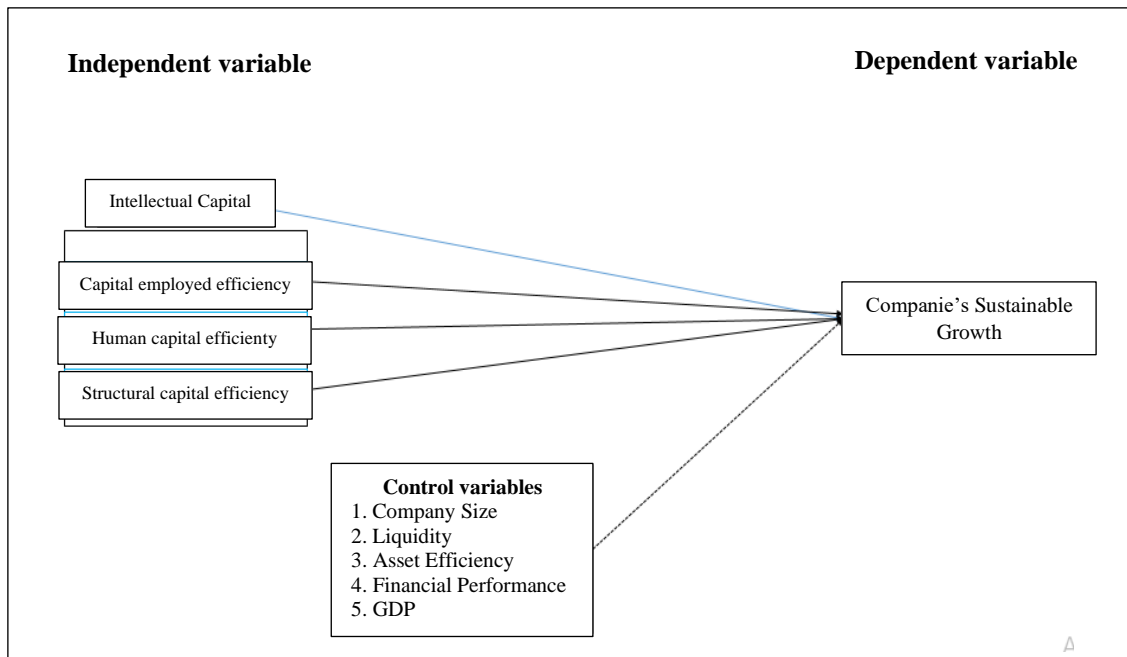 Independent variable
Dependent variable
Intellectual Capital
Capital employed efficiency
Human capital efficienty
Structural capital efficiency
Companie's Sustainable
Growth
Control variables
1. Company Size
2. Liquidity
3. Asset Efficiency
4. Financial Performance
5. GDP